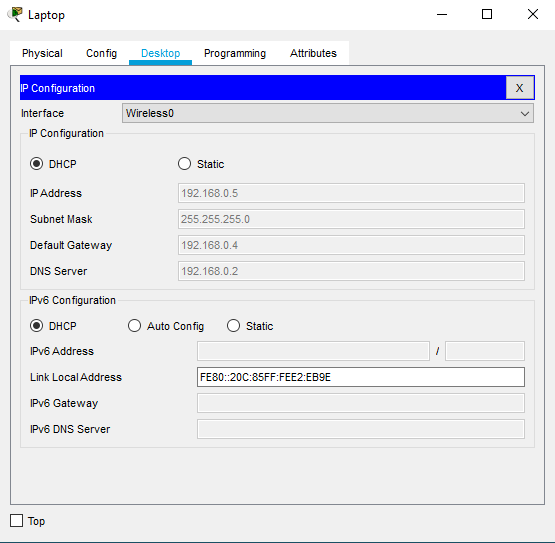 Laptop
Physical Config Desktop Programming Attributes
IP Configuration X
Interface Wireless0
IP Configuration
DHCP Static
IP Address 192.168.0.5
Subnet Mask 255.255.255.0
Default Gateway 192.168.0.4
DNS Server 192.168.0.2
IPv6 Configuration
DHCP Auto Config Static
IPv6 Address /
Link Local Address FE80::20C:85FF:FEE2:EB9E
IPv6 Gateway
IPv6 DNS Server
Top